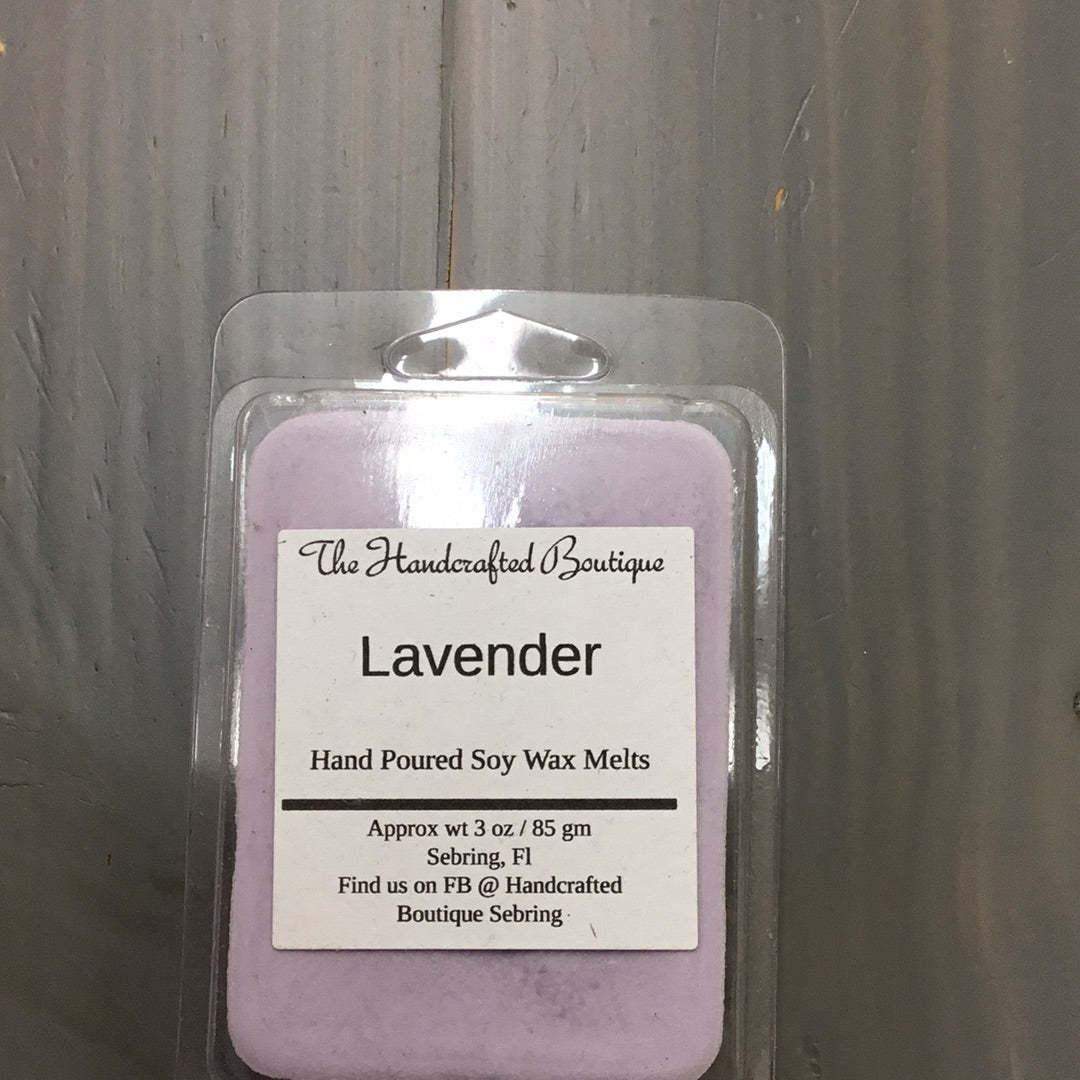 The Handcrafted Boutique
Lavender
Hand Poured Soy Wax Melts
Approx wt 3 oz / 85 gm
Sebring, Fl
Find us on FB @ Handcrafted
Boutique Sebring